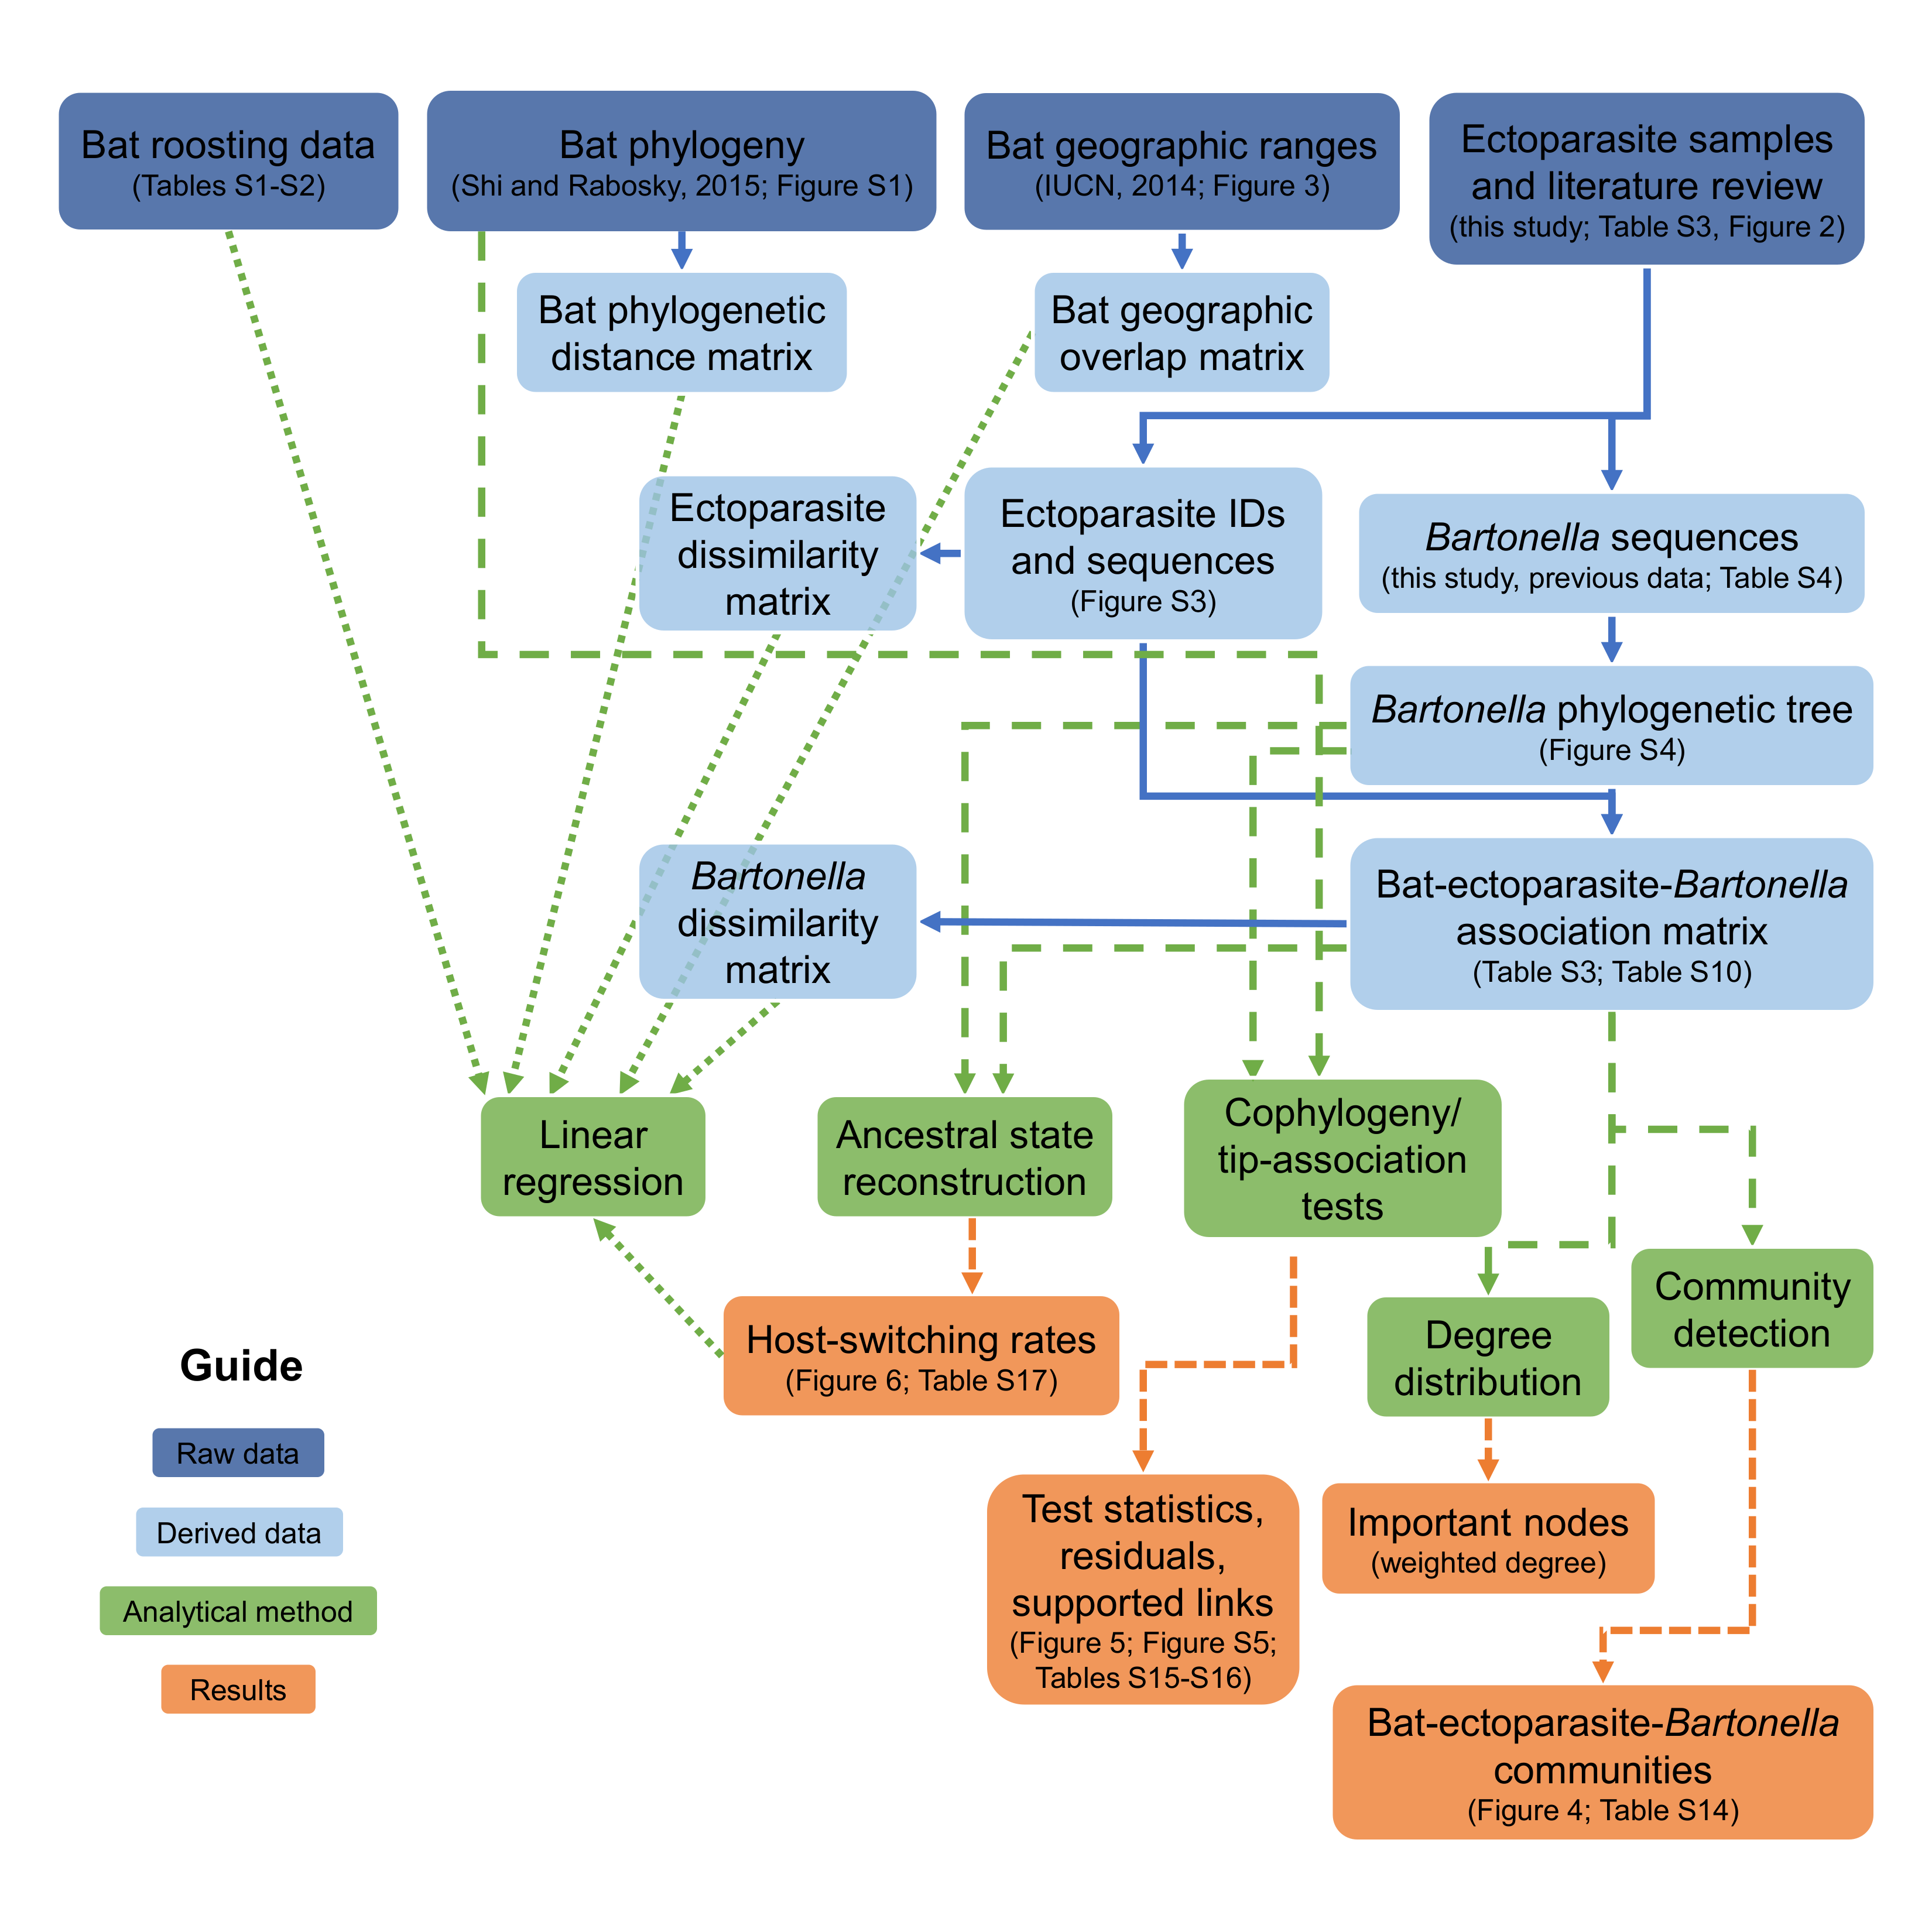 Bat roosting data
(Tables S1-S2)
Bat phylogeny
(Shi and Rabosky, 2015; Figure S1)
Bat geographic ranges
(IUCN, 2014; Figure 3)
Ectoparasite samples
and literature review
(this study; Table S3, Figure 2)
Bat phylogenetic
distance matrix
Bat geographic
overlap matrix
Ectoparasite
dissimilarity
matrix
Ectoparasite IDs
and sequences
(Figure S3)
Bartonella sequences
(this study, previous data; Table S4)
Bartonella phylogenetic tree
(Figure S4)
Bartonella
dissimilarity
matrix
Bat-ectoparasite-Bartonella
association matrix
(Table S3; Table S10)
Linear
regression
Ancestral state
reconstruction
Cophylogeny/
tip-association
tests
Community
detection
Degree
distribution
Host-switching rates
(Figure 6; Table S17)
Test statistics,
residuals,
supported links
(Figure 5; Figure S5;
Tables S15-S16)
Important nodes
(weighted degree)
Bat-ectoparasite-Bartonella
communities
(Figure 4; Table S14)
Guide
Raw data
Derived data
Analytical method
Results